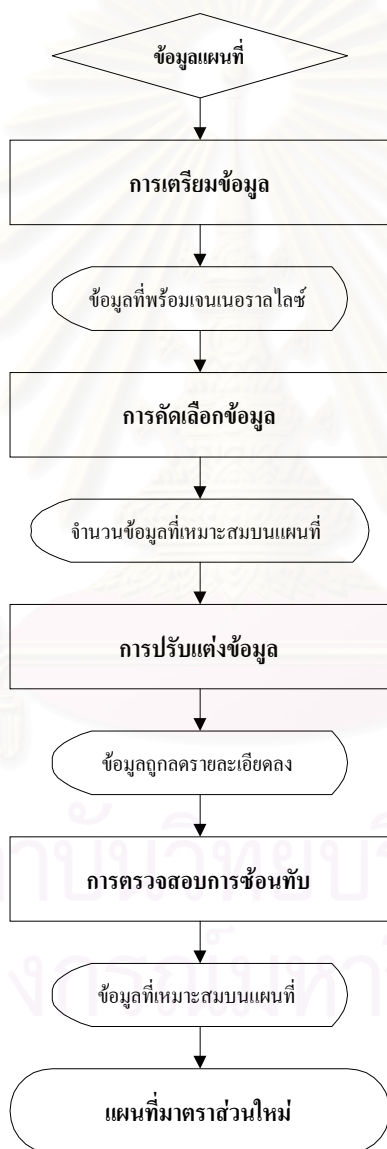 ข้อมูลแผนที่
การเตรียมข้อมูล
ข้อมูลที่พร้อมเจนเนอราลไลซ์
การคัดเลือกข้อมูล
จำนวนข้อมูลที่เหมาะสมบนแผนที่
การปรับแต่งข้อมูล
ข้อมูลถูกลดรายละเอียดลง
การตรวจสอบการซ้อนทับ
ข้อมูลที่เหมาะสมบนแผนที่
แผนที่มาตราส่วนใหม่